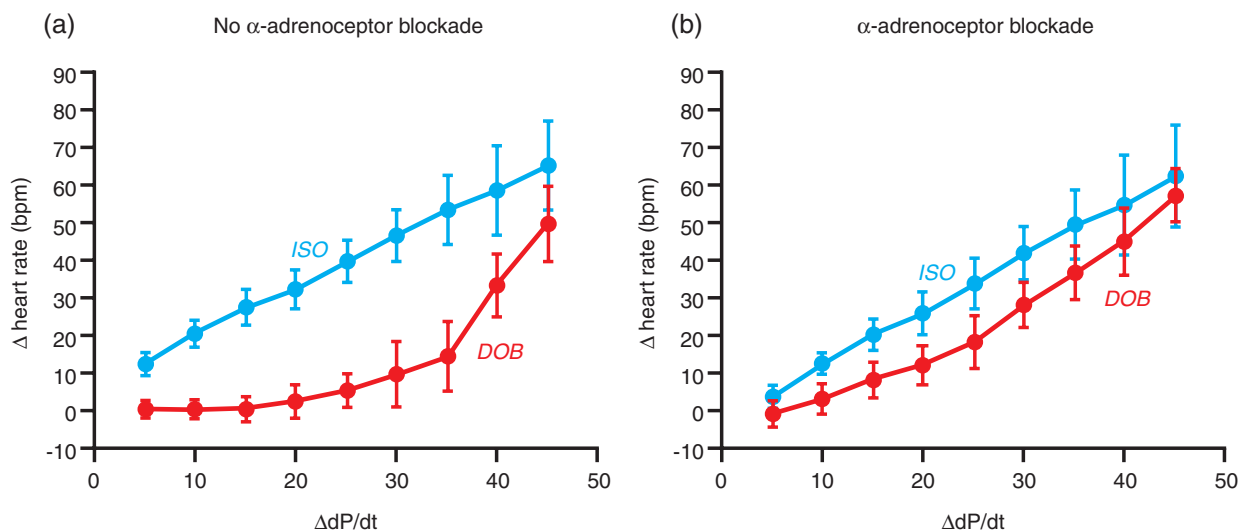 (a)
No α-adrenoceptor blockade
90
80
70
60
50
40
30
20
10
0
-10
Δ heart rate (bpm)
ISO
DOB
0
10
20
30
40
50
ΔdP/dt
(b)
α-adrenoceptor blockade
90
80
70
60
50
40
30
20
10
0
-10
Δ heart rate (bpm)
ISO
DOB
0
10
20
30
40
50
ΔdP/dt